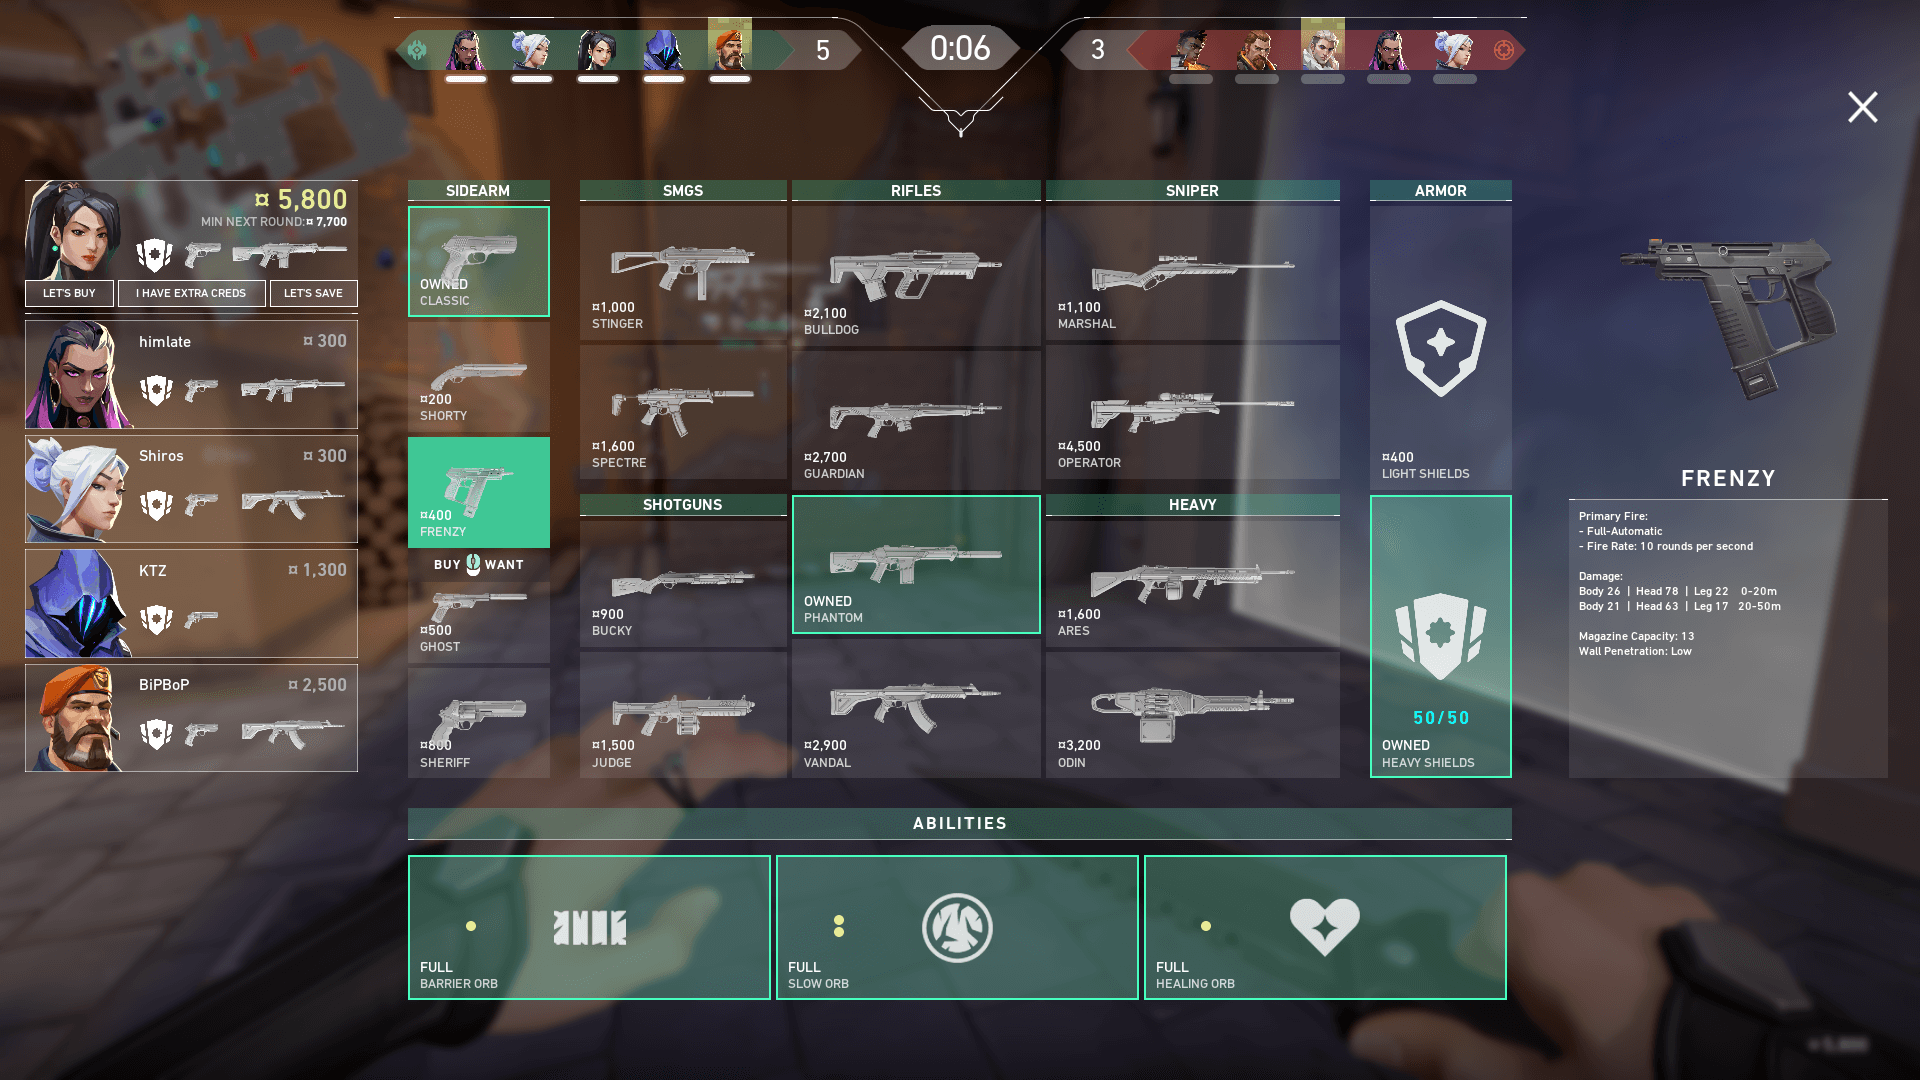 5
0:06
3
¤ 5,800
MIN NEXT ROUND:¤ 7,700
LET'S BUY
I HAVE EXTRA CREDS
LET'S SAVE
himlate
¤ 300
Shiros
¤ 300
KTZ
¤ 1,300
BiPBoP
¤ 2,500
SIDEARM
OWNED
CLASSIC
¤200
SHORTY
¤400
FRENZY
BUY WANT
¤500
GHOST
¤800
SHERIFF
SMGS
¤1,000
STINGER
¤1,600
SPECTRE
SHOTGUNS
¤900
BUCKY
¤1,500
JUDGE
RIFLES
¤2,100
BULLDOG
¤2,700
GUARDIAN
OWNED
PHANTOM
¤2,900
VANDAL
SNIPER
¤1,100
MARSHAL
¤4,500
OPERATOR
HEAVY
¤1,600
ARES
¤3,200
ODIN
ARMOR
¤400
LIGHT SHIELDS
50/50
OWNED
HEAVY SHIELDS
FRENZY
Primary Fire:
- Full-Automatic
- Fire Rate: 10 rounds per second
Damage:
Body 26 | Head 78 | Leg 22 0-20m
Body 21 | Head 63 | Leg 17 20-50m
Magazine Capacity: 13
Wall Penetration: Low
ABILITIES
FULL
BARRIER ORB
FULL
SLOW ORB
FULL
HEALING ORB